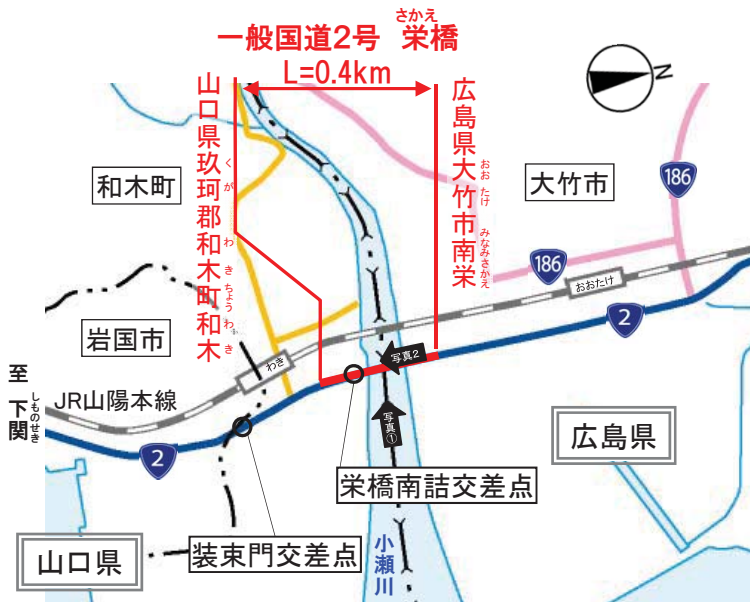 一般国道2号 栄橋
さかえ
L=0.4km
N
山口県玖珂郡和木町和木
くが
わきちょうわき
広島県大竹市南栄
おおたけ
みなみさかえ
和木町
大竹市
186
186
おおたけ
2
岩国市
わき
写真2
至 下関
しものせき
JR山陽本線
写真①
広島県
2
栄橋南詰交差点
装束門交差点
小瀬川
山口県